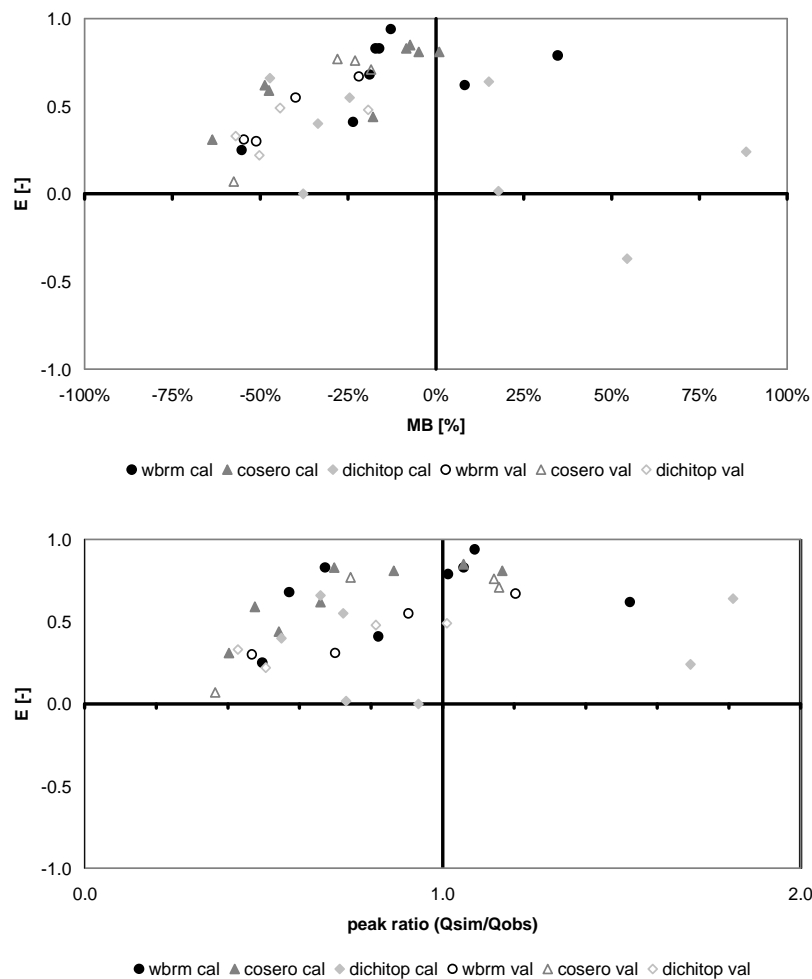 1.0
0.5
0.0
-0.5
-1.0
E [-]
-100% -75% -50% -25% 0% 25% 50% 75% 100%
MB [%]
wbrm cal cosero cal dichitop cal wbrm val cosero val dichitop val
1.0
0.5
0.0
-0.5
-1.0
E [-]
0.0 1.0 2.0
peak ratio (Qsim/Qobs)
wbrm cal cosero cal dichitop cal wbrm val cosero val dichitop val